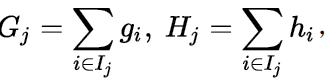 G_j = \sum_{i \in I_j} g_i, \; H_j = \sum_{i \in I_j} h_i，